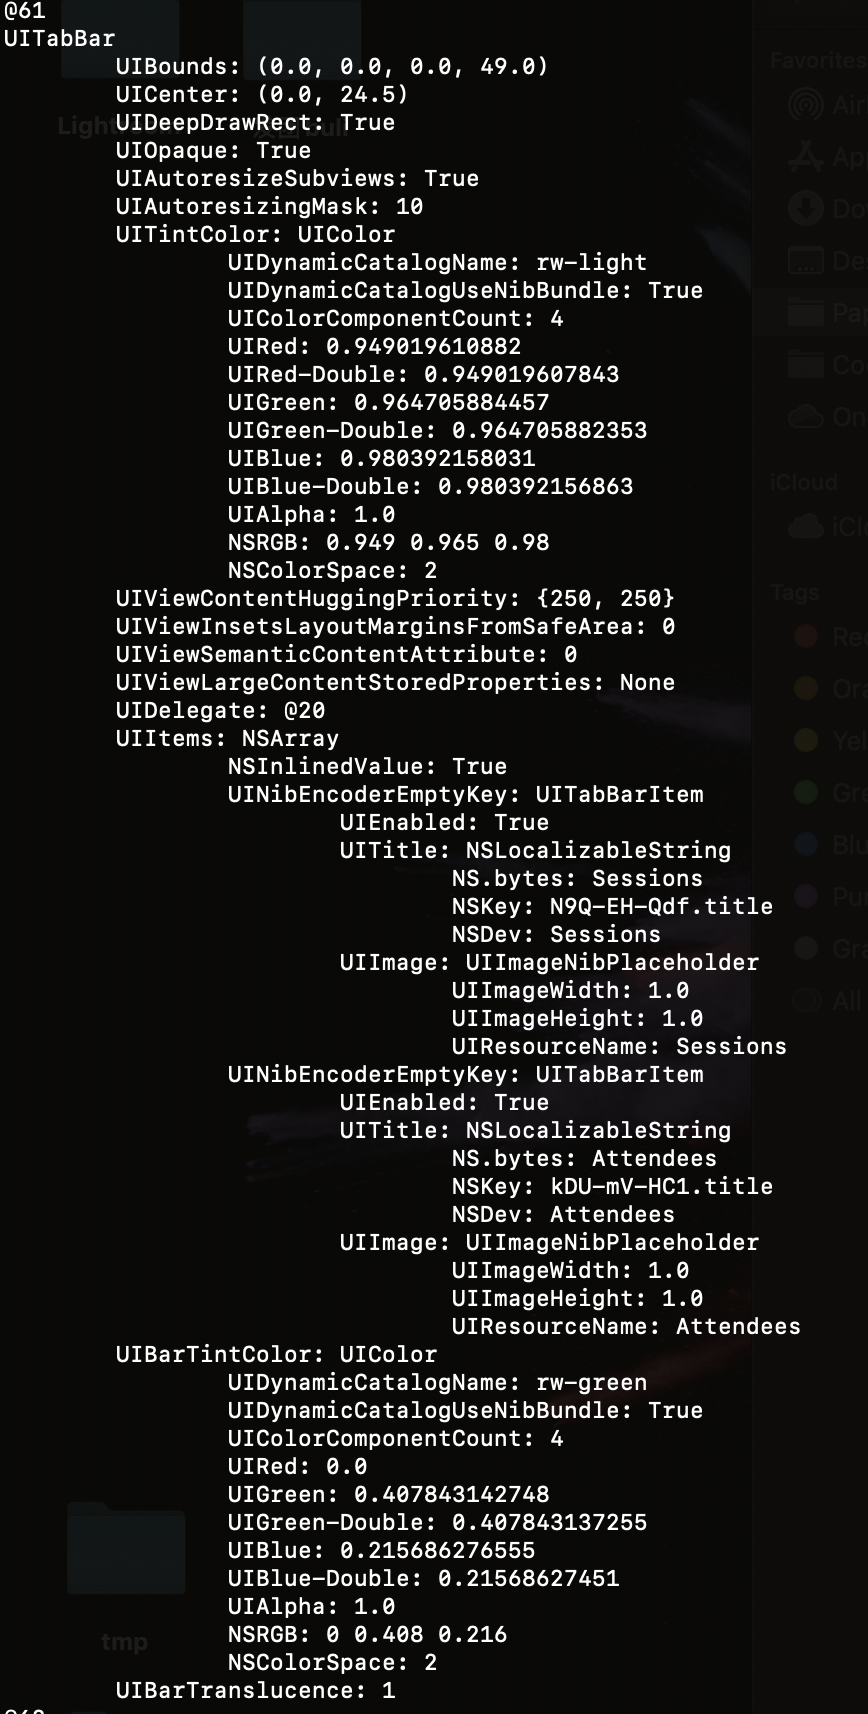 @61
UITabBar
UIBounds: (0.0, 0.0, 0.0, 49.0)
UICenter: (0.0, 24.5)
UIDeepDrawRect: True
UIOpaque: True
UIAutoresizeSubviews: True
UIAutoresizingMask: 10
UITintColor: UIColor
UIDynamicCatalogName: rw-light
UIDynamicCatalogUseNibBundle: True
UIColorComponentCount: 4
UIRed: 0.949019610882
UIRed-Double: 0.949019607843
UIGreen: 0.964705884457
UIGreen-Double: 0.964705882353
UIBlue: 0.980392158031
UIBlue-Double: 0.980392156863
UIAlpha: 1.0
NSRGB: 0.949 0.965 0.98
NSColorSpace: 2
UIViewContentHuggingPriority: {250, 250}
UIViewInsetsLayoutMarginsFromSafeArea: 0
UIViewSemanticContentAttribute: 0
UIViewLargeContentStoredProperties: None
UIDelegate: @20
UIItems: NSArray
NSInlinedValue: True
UINibEncoderEmptyKey: UITabBarItem
UIEnabled: True
UITitle: NSLocalizableString
NS.bytes: Sessions
NSKey: N9Q-EH-Qdf.title
NSDev: Sessions
UIImage: UIImageNibPlaceholder
UIImageWidth: 1.0
UIImageHeight: 1.0
UIResourceName: Sessions
UINibEncoderEmptyKey: UITabBarItem
UIEnabled: True
UITitle: NSLocalizableString
NS.bytes: Attendees
NSKey: kDU-mV-HC1.title
NSDev: Attendees
UIImage: UIImageNibPlaceholder
UIImageWidth: 1.0
UIImageHeight: 1.0
UIResourceName: Attendees
UIBarTintColor: UIColor
UIDynamicCatalogName: rw-green
UIDynamicCatalogUseNibBundle: True
UIColorComponentCount: 4
UIRed: 0.0
UIGreen: 0.407843142748
UIGreen-Double: 0.407843137255
UIBlue: 0.215686276555
UIBlue-Double: 0.21568627451
UIAlpha: 1.0
NSRGB: 0 0.408 0.216
NSColorSpace: 2
UIBarTranslucence: 1
Favorites
iCloud
Tags
All
tmp